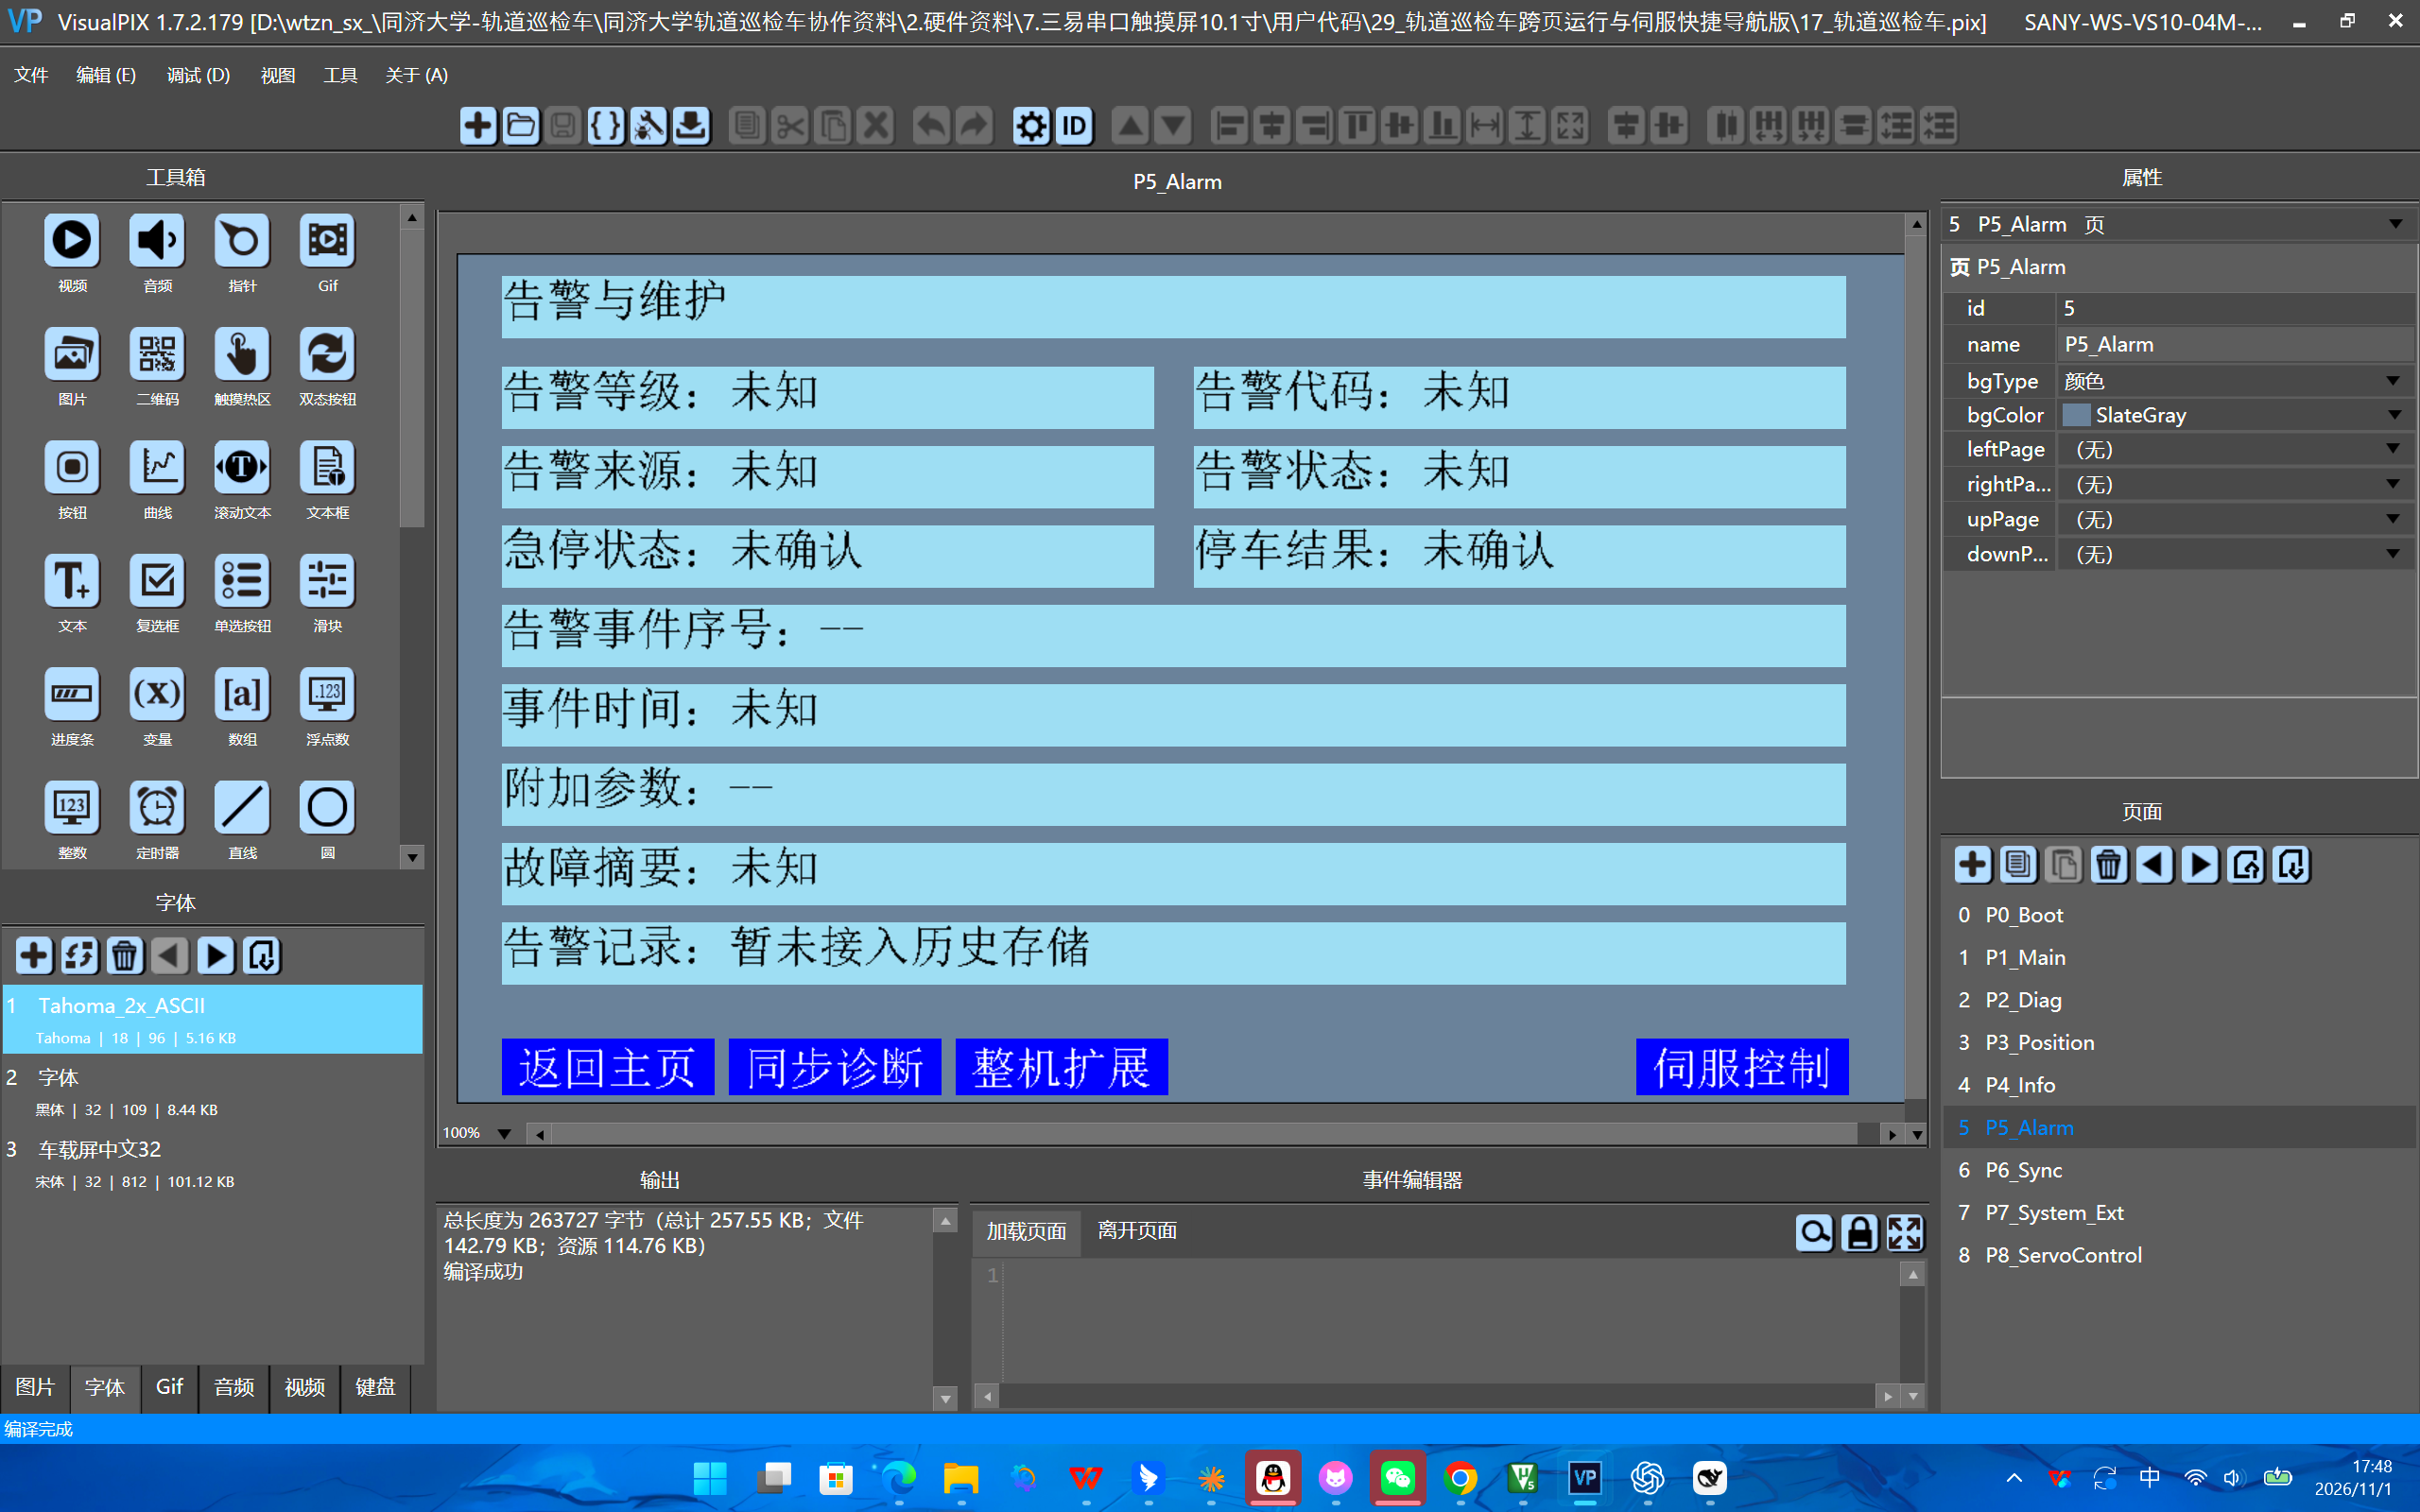 VP VisualPIX 1.7.2.179 [D:\wtzn_sx_\同济大学-轨道巡检车\同济大学轨道巡检车协作资料\2.硬件资料\7.三易串口触摸屏10.1寸\用户代码\29_轨道巡检车跨页运行与伺服快捷导航版\17_轨道巡检车.pix] SANY-WS-VS10-04M-...
文件 编辑 (E) 调试 (D) 视图 工具 关于 (A)
ID
工具箱
视频 音频 指针 Gif
图片 二维码 触摸热区 双态按钮
按钮 曲线 滚动文本 文本框
文本 复选框 单选按钮 滑块
进度条 变量 数组 浮点数
整数 定时器 直线 圆
字体
1 Tahoma_2x_ASCII
Tahoma | 18 | 96 | 5.16 KB
2 字体
黑体 | 32 | 109 | 8.44 KB
3 车载屏中文32
宋体 | 32 | 812 | 101.12 KB
图片 字体 Gif 音频 视频 键盘
P5_Alarm
告警与维护
告警等级：未知 告警代码：未知
告警来源：未知 告警状态：未知
急停状态：未确认 停车结果：未确认
告警事件序号：--
事件时间：未知
附加参数：--
故障摘要：未知
告警记录：暂未接入历史存储
返回主页 同步诊断 整机扩展 伺服控制
100%
输出
总长度为 263727 字节（总计 257.55 KB；文件
142.79 KB；资源 114.76 KB）
编译成功
事件编辑器
加载页面 离开页面
1
属性
5 P5_Alarm 页
页 P5_Alarm
id 5
name P5_Alarm
bgType 颜色
bgColor SlateGray
leftPage （无）
rightPa... （无）
upPage （无）
downP... （无）
页面
0 P0_Boot
1 P1_Main
2 P2_Diag
3 P3_Position
4 P4_Info
5 P5_Alarm
6 P6_Sync
7 P7_System_Ext
8 P8_ServoControl
编译完成
中 17:48
2026/11/1